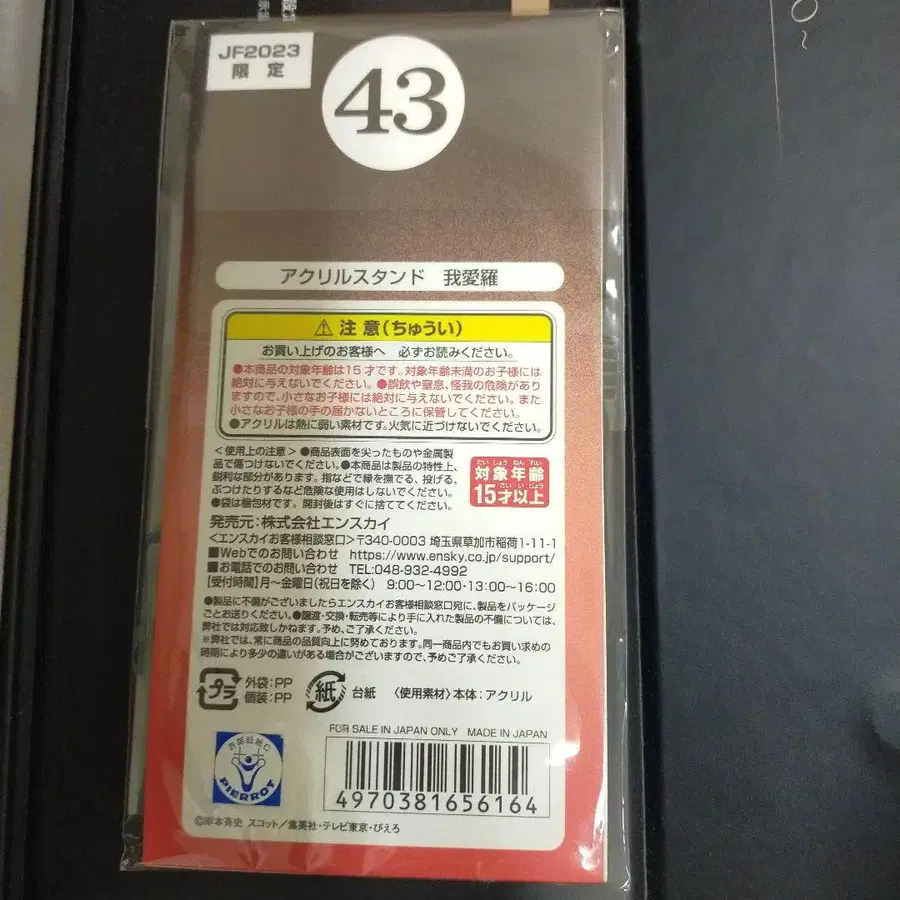 JF2023
限 定
43
アクリルスタンド 我愛羅
⚠ 注 意(ちゅうい)
お買い上げのお客様へ 必ずお読みください。
●本商品の対象年齢は15才です。対象年齢未満のお子様には
絶対に与えないでください。●誤飲や窒息、怪我の危険があり
ますので、小さなお子様には絶対に与えないでください。また
小さなお子様の手の届かないところに保管してください。
●アクリルは熱に弱い素材です。火気に近づけないでください。
<使用上の注意> ●商品表面を尖ったものや金属製
品で傷つけないでください。●本商品は製品の特性上、
鋭利な部分があります。指などで縁を撫でる、投げる、
ぶつけたりするなど危険な使用はしないでください。
●袋は梱包材です。開封後はすぐに捨ててください。
たいしょうねんれい
対象年齢
さいいじょう
15才以上
発売元:株式会社エンスカイ
<エンスカイお客様相談窓口>〒340-0003 埼玉県草加市稲荷1-11-1
■Webでのお問い合わせ https://www.ensky.co.jp/support/
■お電話でのお問い合わせ TEL:048-932-4992
【受付時間】月~金曜日(祝日を除く) 9:00~12:00・13:00~16:00
●製品に不備がございましたらエンスカイお客様相談窓口宛に、製品をパッケージ
ごとお送りください。●譲渡・交換・転売等により手に入れた製品の不備については、
弊社では対応致しかねます。予め、ご了承ください。
※弊社では、常に商品の品質向上に努めております。同一商品内でもお買い求めの
時期により多少の違いがある場合がございますので、予めご了承ください。
プラ
外袋:PP
個装:PP
紙
台紙
〈使用素材〉本体:アクリル
FOR SALE IN JAPAN ONLY MADE IN JAPAN
PIERROT
4970381656164
©岸本斉史 スコット/集英社・テレビ東京・ぴえろ